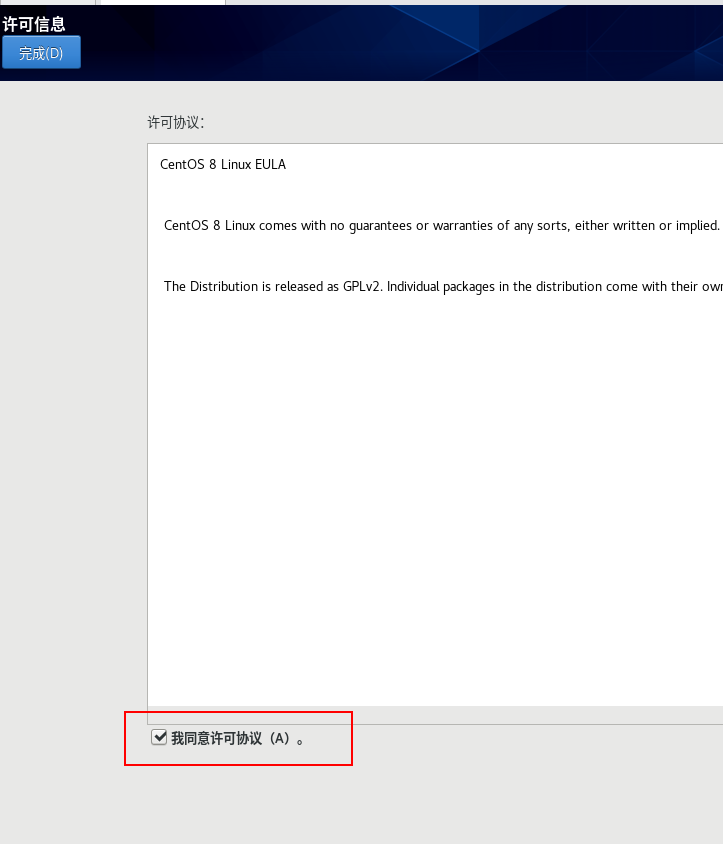 许可信息
完成(D)
许可协议：
CentOS 8 Linux EULA
CentOS 8 Linux comes with no guarantees or warranties of any sorts, either written or implied.
The Distribution is released as GPLv2. Individual packages in the distribution come with their own
我同意许可协议（A）。